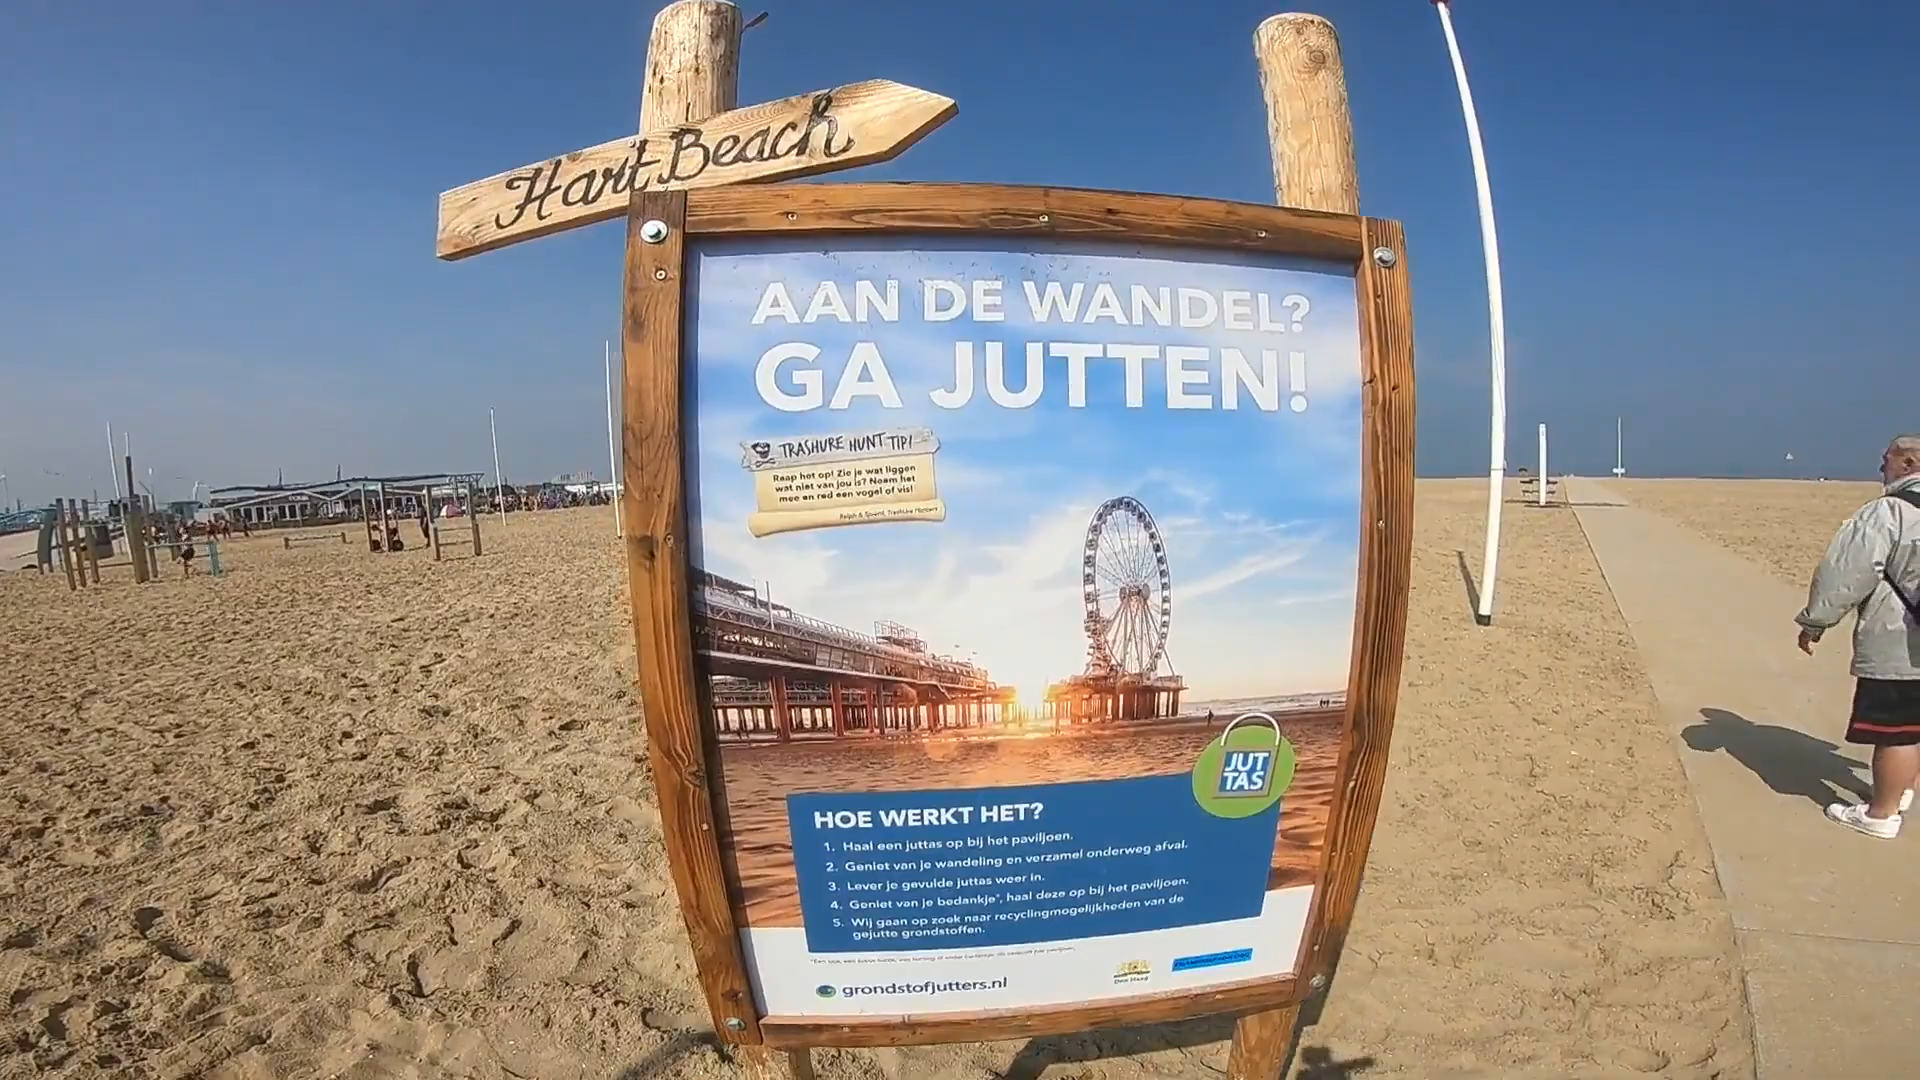 Hart Beach
AAN DE WANDEL?
GA JUTTEN!
TRASHURE HUNT TIP!
Raap het op! Zie je wat liggen
wat niet van jou is? Neem het
mee en red een vogel of vis!
Ralph & Sjoerd, Trashure Hunters
JUT
TAS
HOE WERKT HET?
1. Haal een juttas op bij het paviljoen.
2. Geniet van je wandeling en verzamel onderweg afval.
3. Lever je gevulde juttas weer in.
4. Geniet van je bedankje*, haal deze op bij het paviljoen.
5. Wij gaan op zoek naar recyclingmogelijkheden van de
gejutte grondstoffen.
grondstofjutters.nl
Den Haag